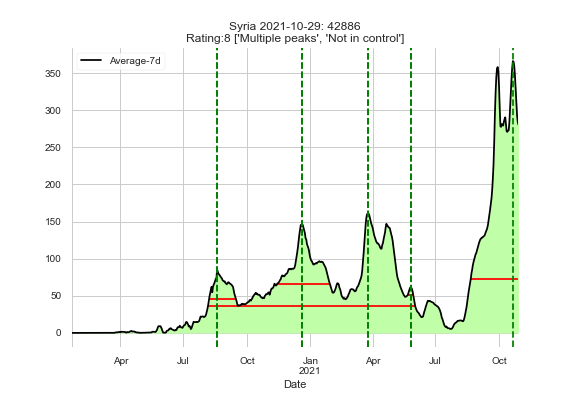 Syria 2021-10-29: 42886
Rating:8 ['Multiple peaks', 'Not in control']
Average-7d
350
300
250
200
150
100
50
0
Apr Jul Oct Jan Apr Jul Oct
2021
Date